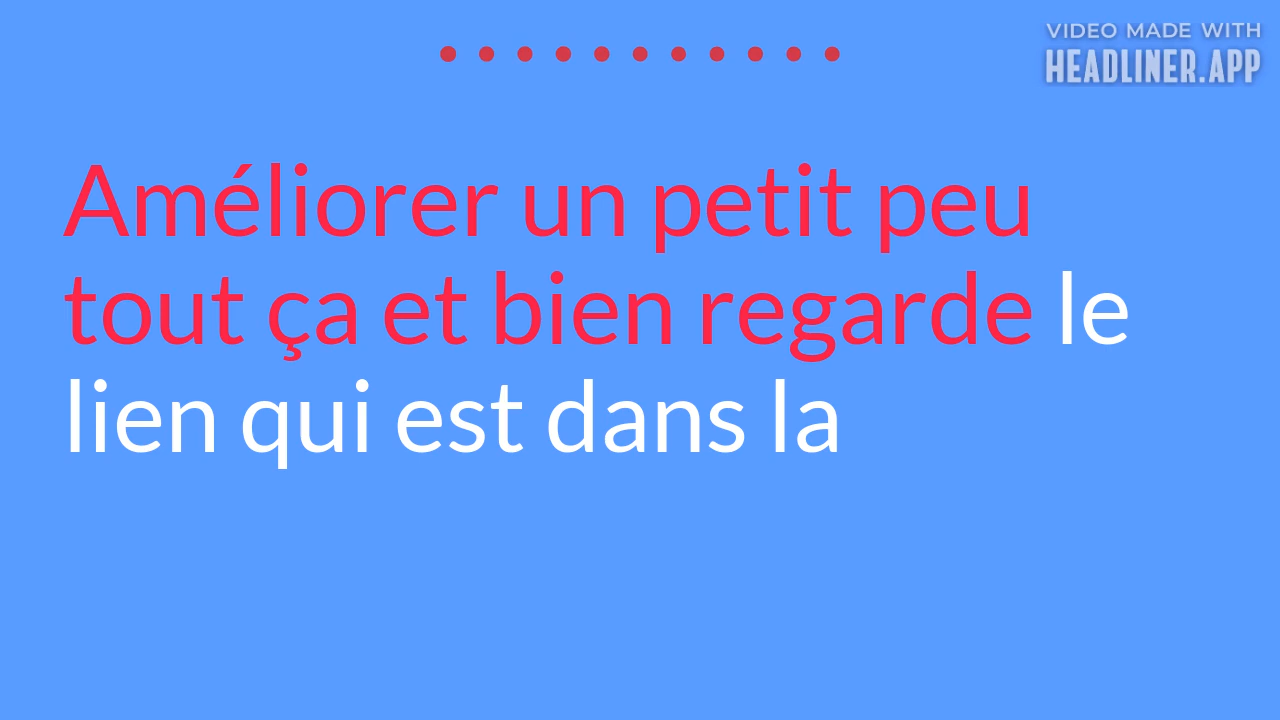 VIDEO MADE WITH
HEADLINER.APP
Améliorer un petit peu
tout ça et bien regarde le
lien qui est dans la